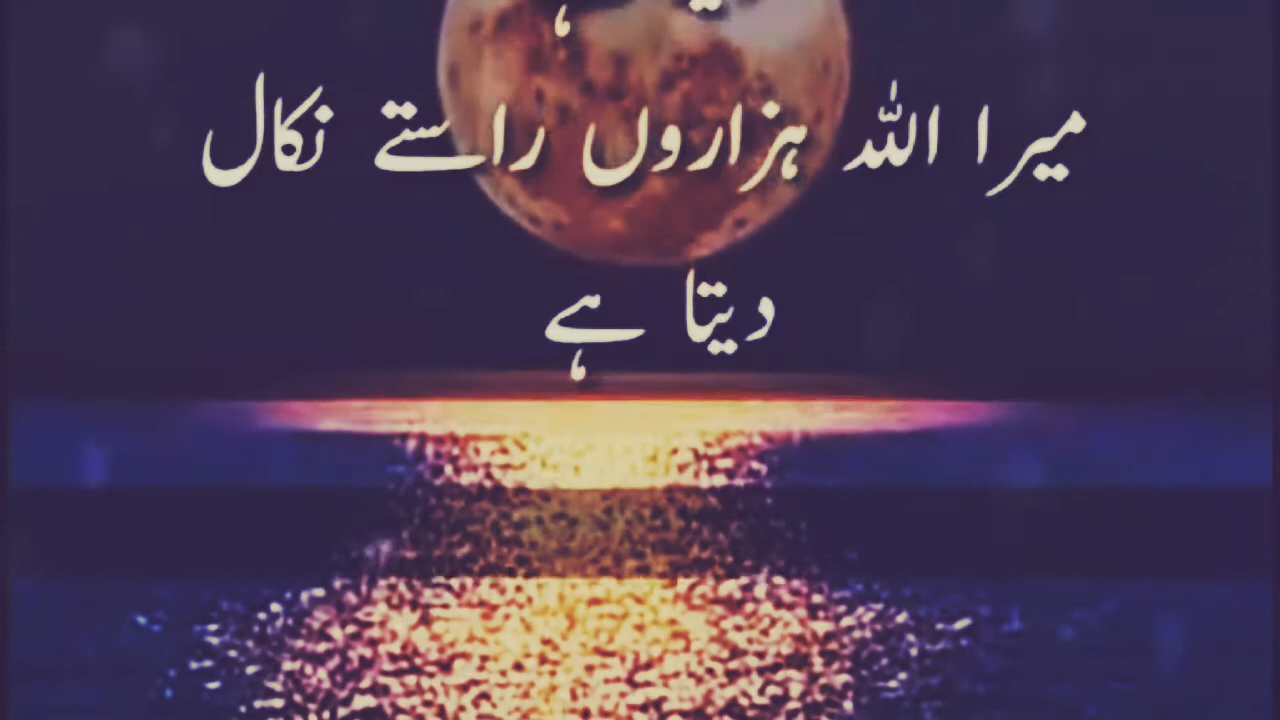 میرا اللہ ہزاروں راستے نکال
دیتا ہے